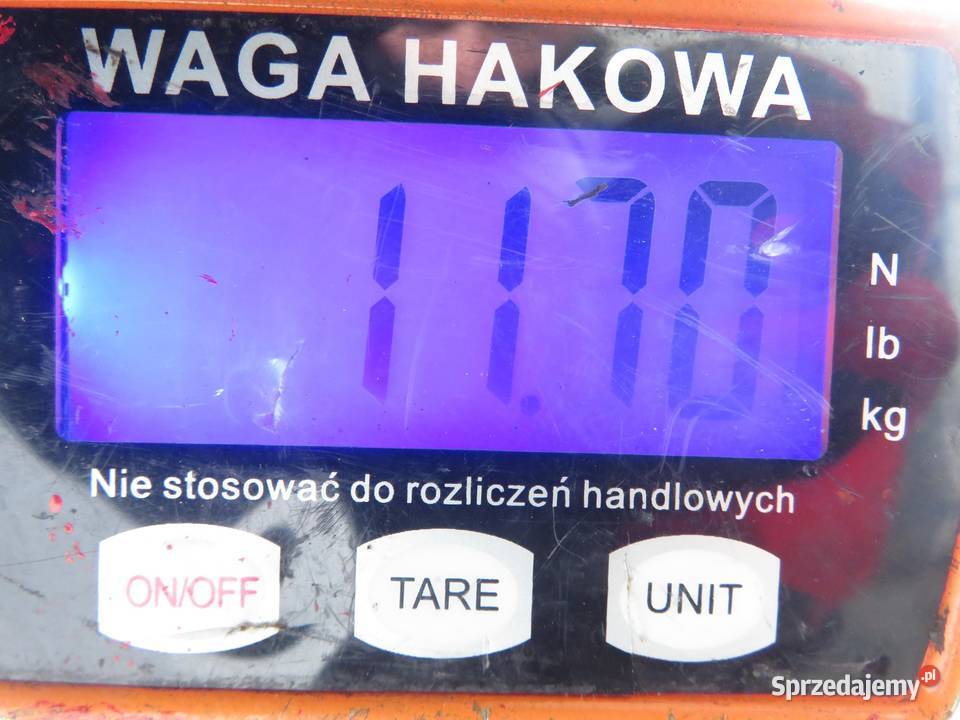 WAGA HAKOWA
11.70
N
lb
kg
Nie stosować do rozliczeń handlowych
ON/OFF TARE UNIT
Sprzedajemy.pl